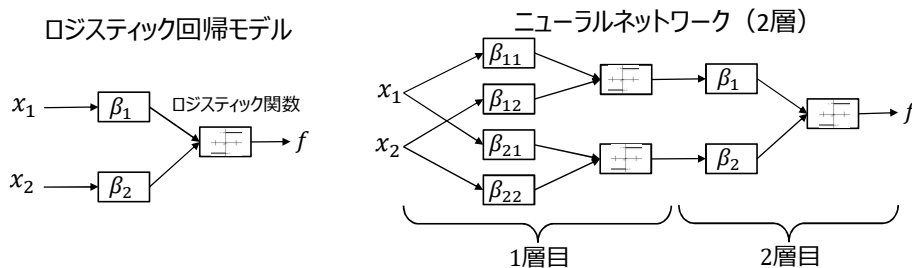 ロジスティック回帰モデル
x₁
β₁
ロジスティック関数
f
x₂
β₂
ニューラルネットワーク（2層）
β₁₁
x₁
β₁₂
β₁
f
x₂
β₂₁
β₂
β₂₂
1層目
2層目